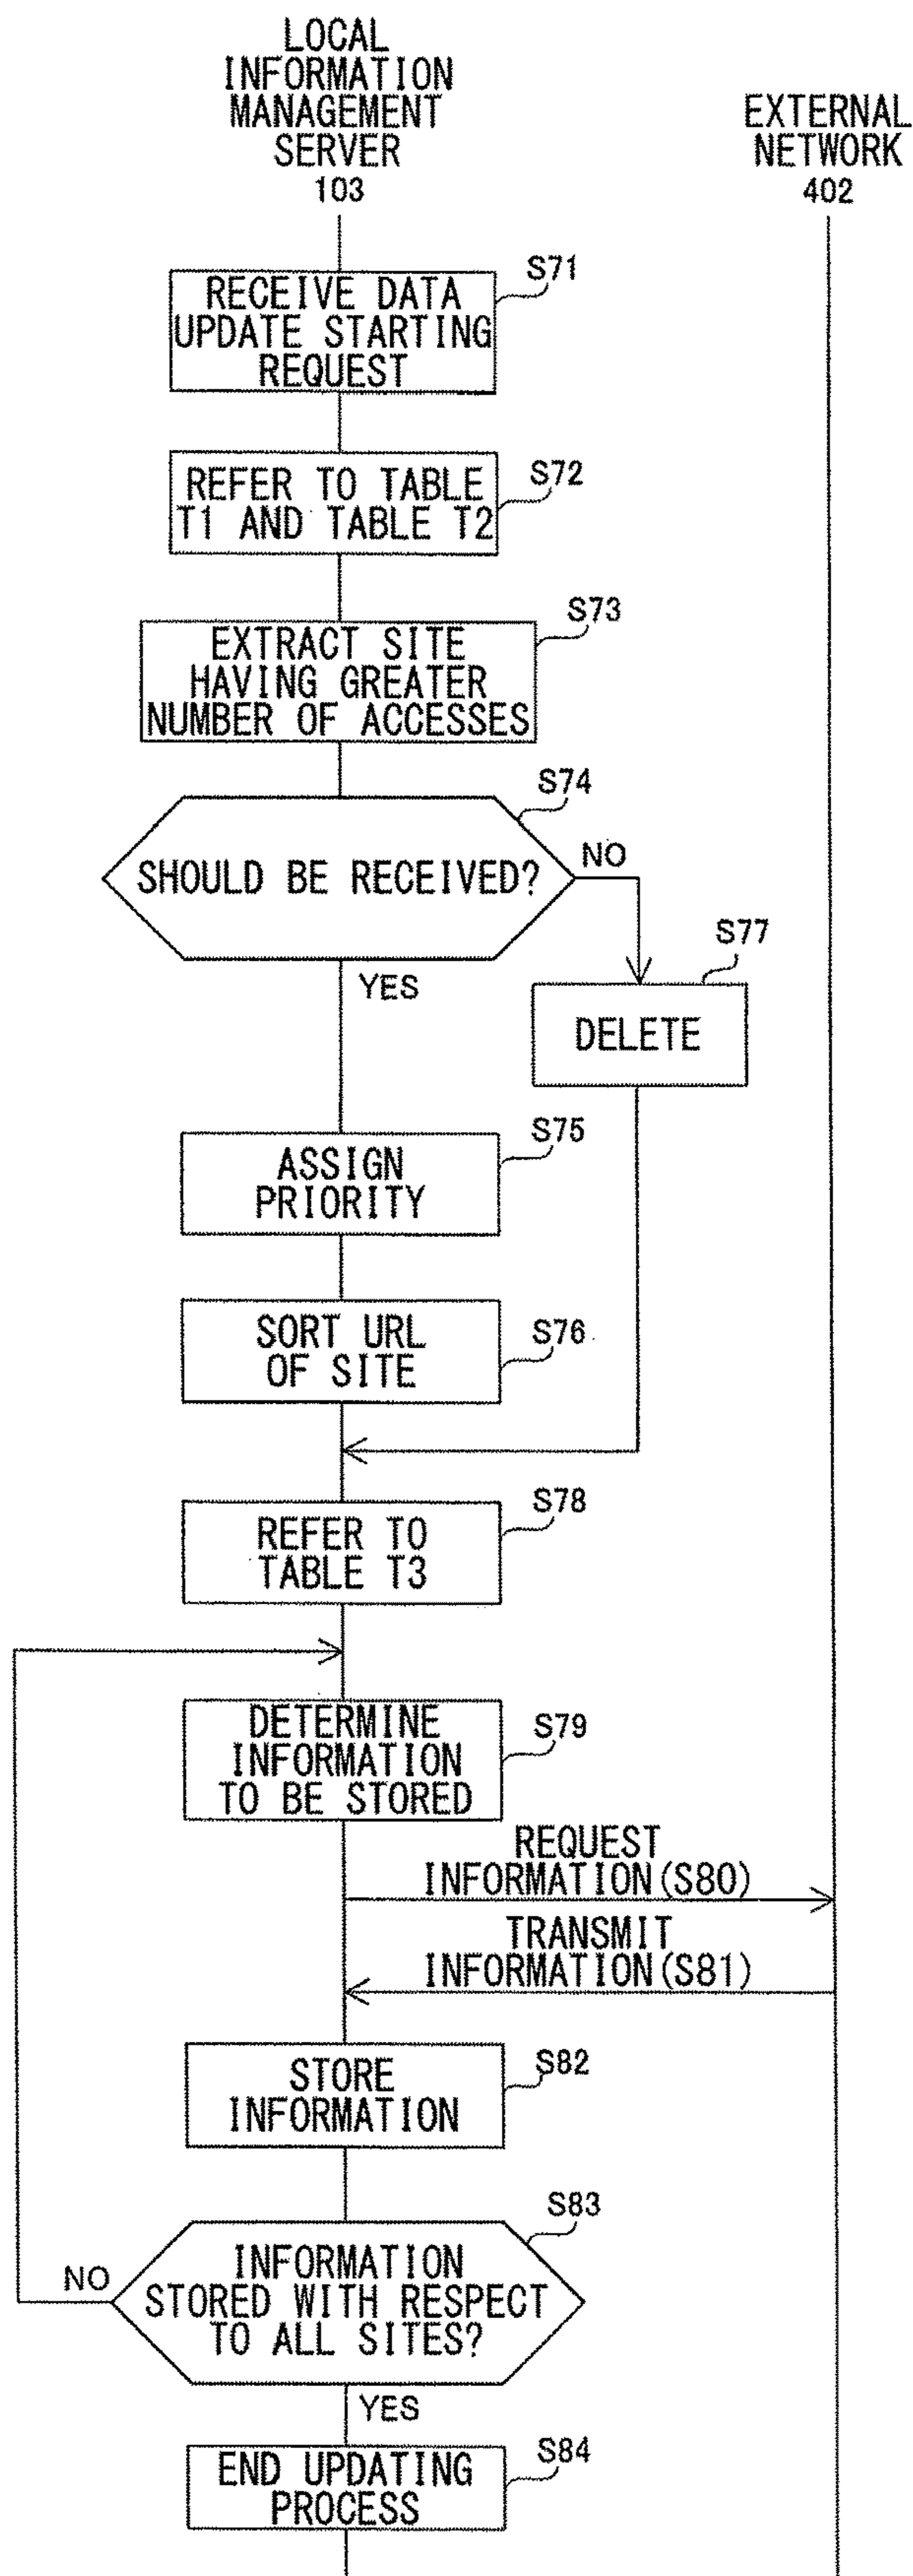 LOCAL
INFORMATION
MANAGEMENT
SERVER
103
EXTERNAL
NETWORK
402
S71
RECEIVE DATA
UPDATE STARTING
REQUEST
S72
REFER TO TABLE
T1 AND TABLE T2
S73
EXTRACT SITE
HAVING GREATER
NUMBER OF ACCESSES
S74
SHOULD BE RECEIVED?
NO
YES
S77
DELETE
S75
ASSIGN
PRIORITY
S76
SORT URL
OF SITE
S78
REFER TO
TABLE T3
S79
DETERMINE
INFORMATION
TO BE STORED
REQUEST
INFORMATION(S80)
TRANSMIT
INFORMATION(S81)
S82
STORE
INFORMATION
S83
INFORMATION
STORED WITH RESPECT
TO ALL SITES?
NO
YES
S84
END UPDATING
PROCESS